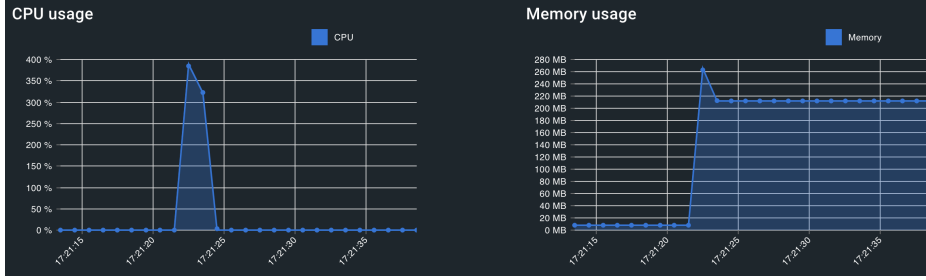 CPU usage
CPU
400 %
350 %
300 %
250 %
200 %
150 %
100 %
50 %
0 %
17:21:15
17:21:20
17:21:25
17:21:30
17:21:35
Memory usage
Memory
280 MB
260 MB
240 MB
220 MB
200 MB
180 MB
160 MB
140 MB
120 MB
100 MB
80 MB
60 MB
40 MB
20 MB
0 MB
17:21:15
17:21:20
17:21:25
17:21:30
17:21:35